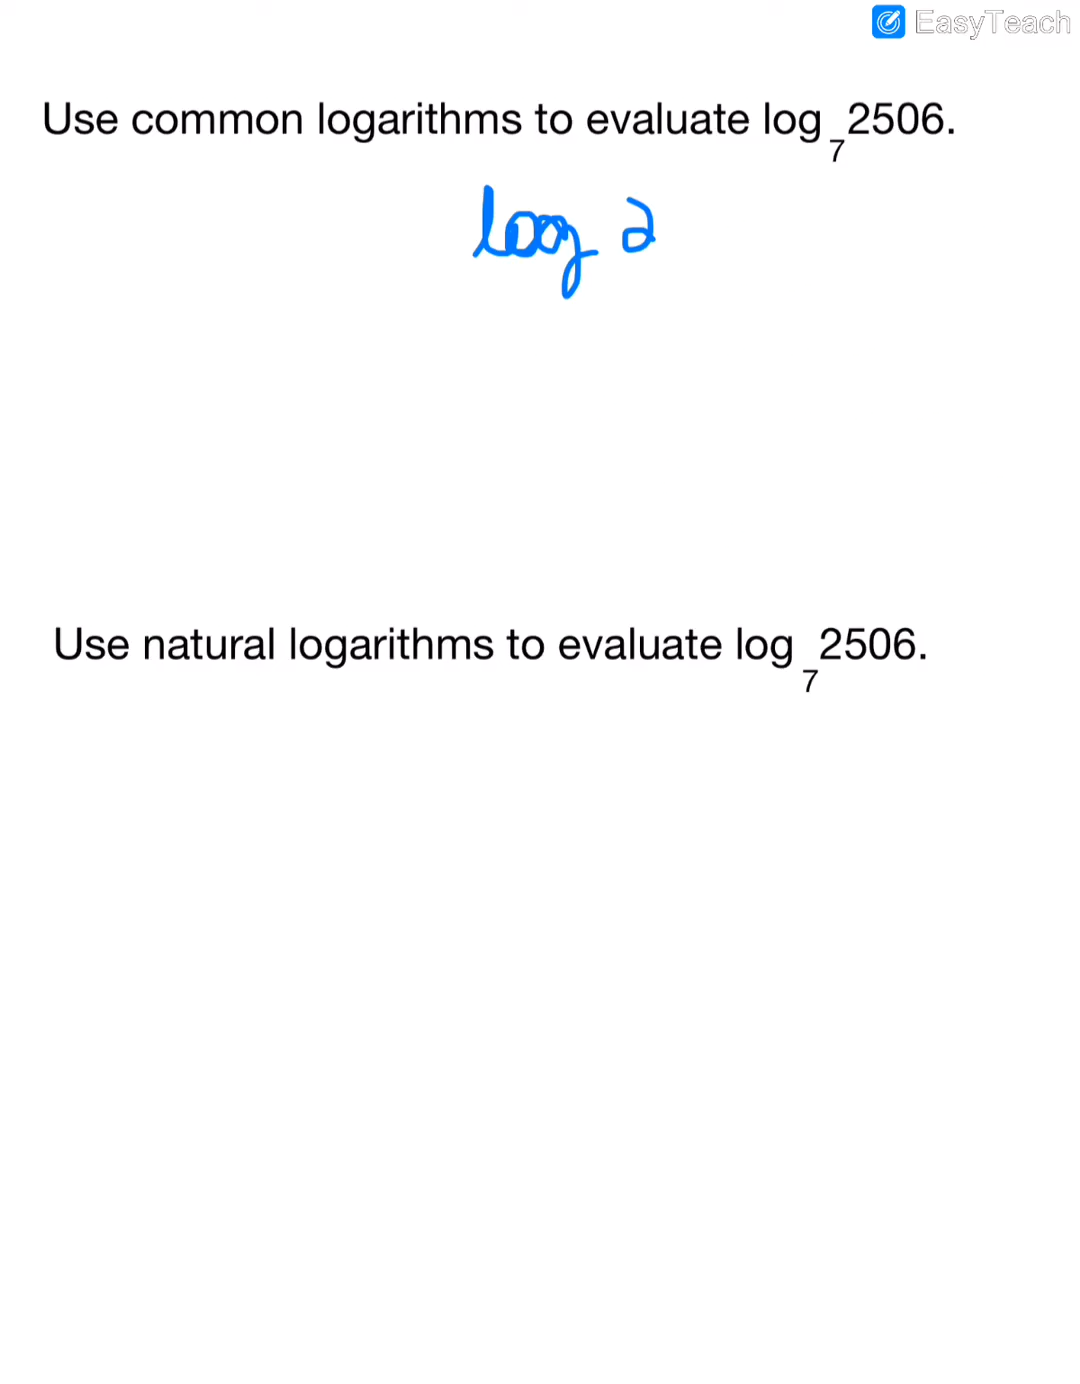 EasyTeach
Use common logarithms to evaluate log 7 2506.
log 2
Use natural logarithms to evaluate log 7 2506.